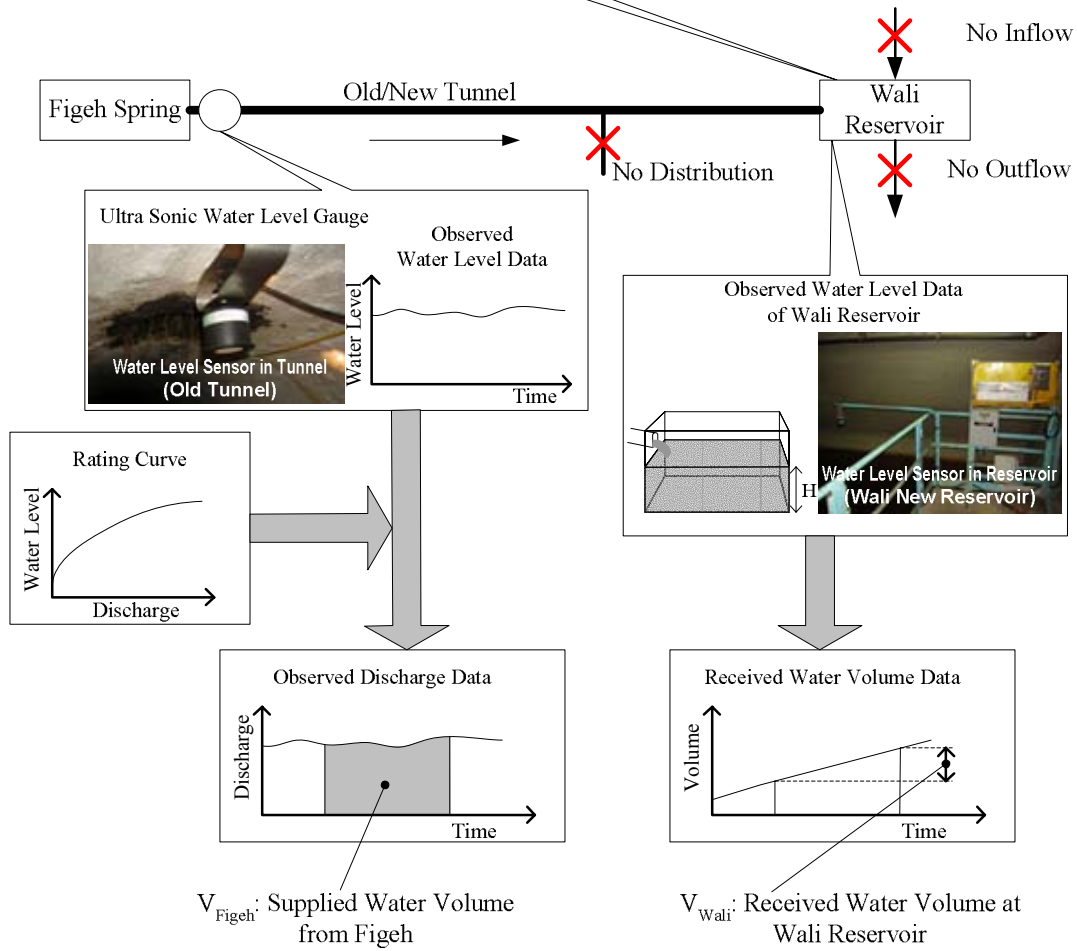 No Inflow
Figeh Spring
Old/New Tunnel
Wali
Reservoir
No Distribution
No Outflow
Ultra Sonic Water Level Gauge
Observed
Water Level Data
Water Level
Time
Water Level Sensor in Tunnel
(Old Tunnel)
Observed Water Level Data
of Wali Reservoir
H
Water Level Sensor in Reservoir
(Wali New Reservoir)
Rating Curve
Water Level
Discharge
Observed Discharge Data
Discharge
Time
Received Water Volume Data
Volume
Time
VFigeh: Supplied Water Volume
from Figeh
VWali: Received Water Volume at
Wali Reservoir